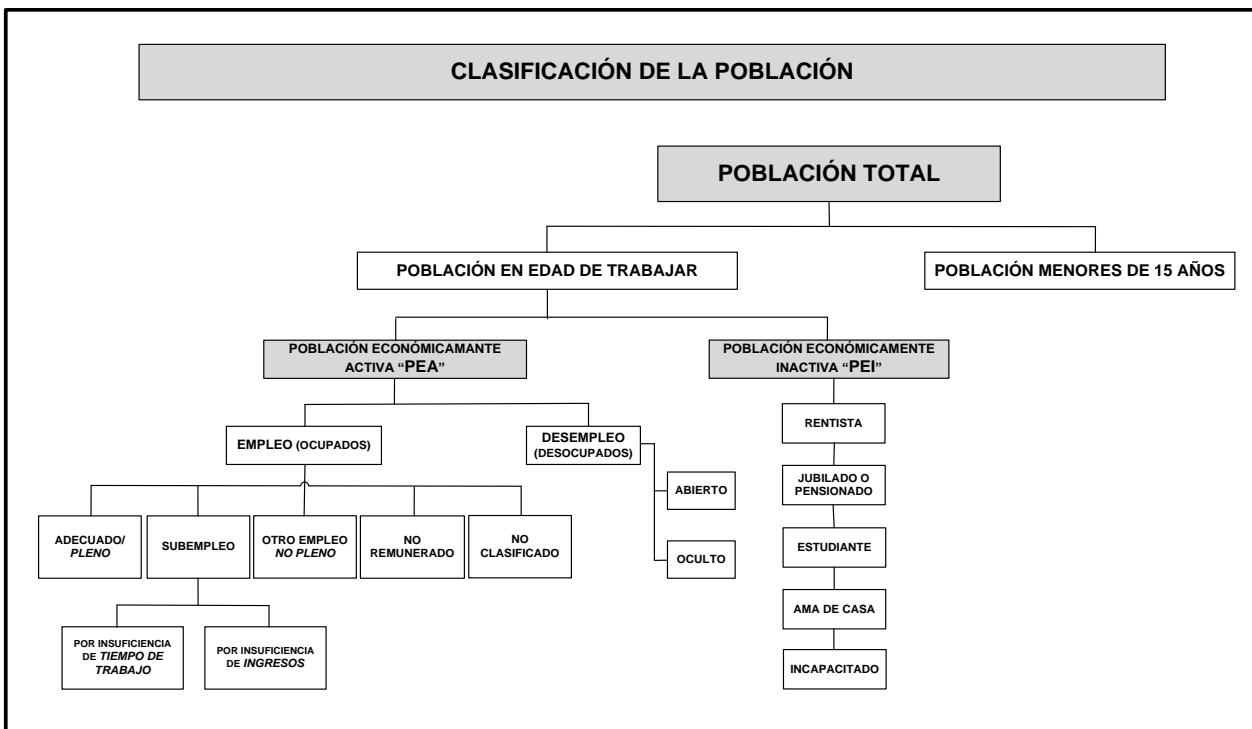 CLASIFICACIÓN DE LA POBLACIÓN
POBLACIÓN TOTAL
POBLACIÓN EN EDAD DE TRABAJAR
POBLACIÓN MENORES DE 15 AÑOS
POBLACIÓN ECONÓMICAMANTE
ACTIVA “PEA”
POBLACIÓN ECONÓMICAMENTE
INACTIVA “PEI”
EMPLEO (OCUPADOS)
DESEMPLEO
(DESOCUPADOS)
ABIERTO
OCULTO
ADECUADO/
PLENO
SUBEMPLEO
OTRO EMPLEO
NO PLENO
NO
REMUNERADO
NO
CLASIFICADO
POR INSUFICIENCIA
DE TIEMPO DE
TRABAJO
POR INSUFICIENCIA
DE INGRESOS
RENTISTA
JUBILADO O
PENSIONADO
ESTUDIANTE
AMA DE CASA
INCAPACITADO